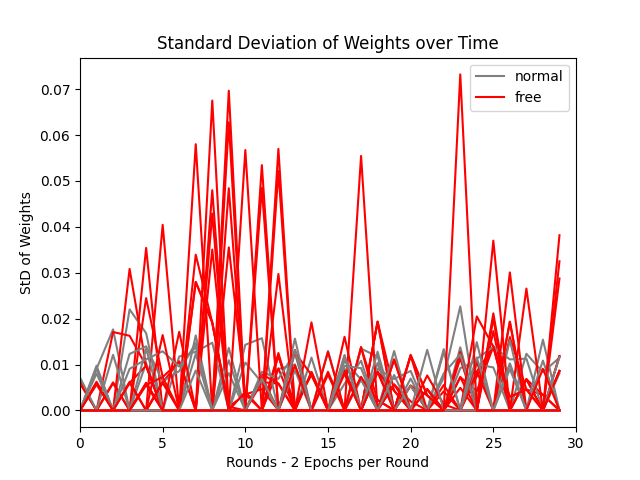 Standard Deviation of Weights over Time
normal
free
StD of Weights
0.07
0.06
0.05
0.04
0.03
0.02
0.01
0.00
0 5 10 15 20 25 30
Rounds - 2 Epochs per Round